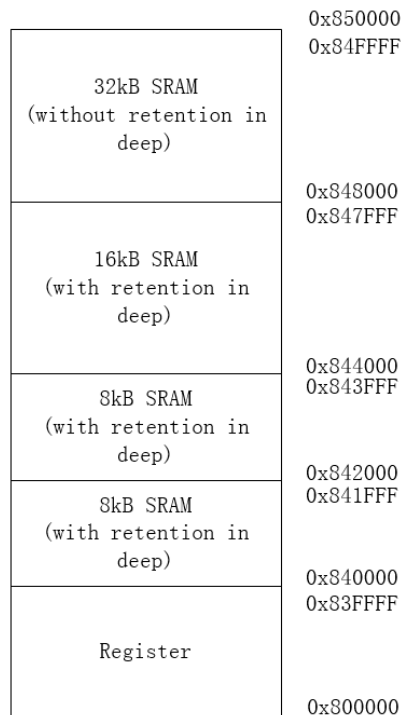 0x850000
0x84FFFF
32kB SRAM
(without retention in
deep)
0x848000
0x847FFF
16kB SRAM
(with retention in
deep)
0x844000
0x843FFF
8kB SRAM
(with retention in
deep)
0x842000
0x841FFF
8kB SRAM
(with retention in
deep)
0x840000
0x83FFFF
Register
0x800000